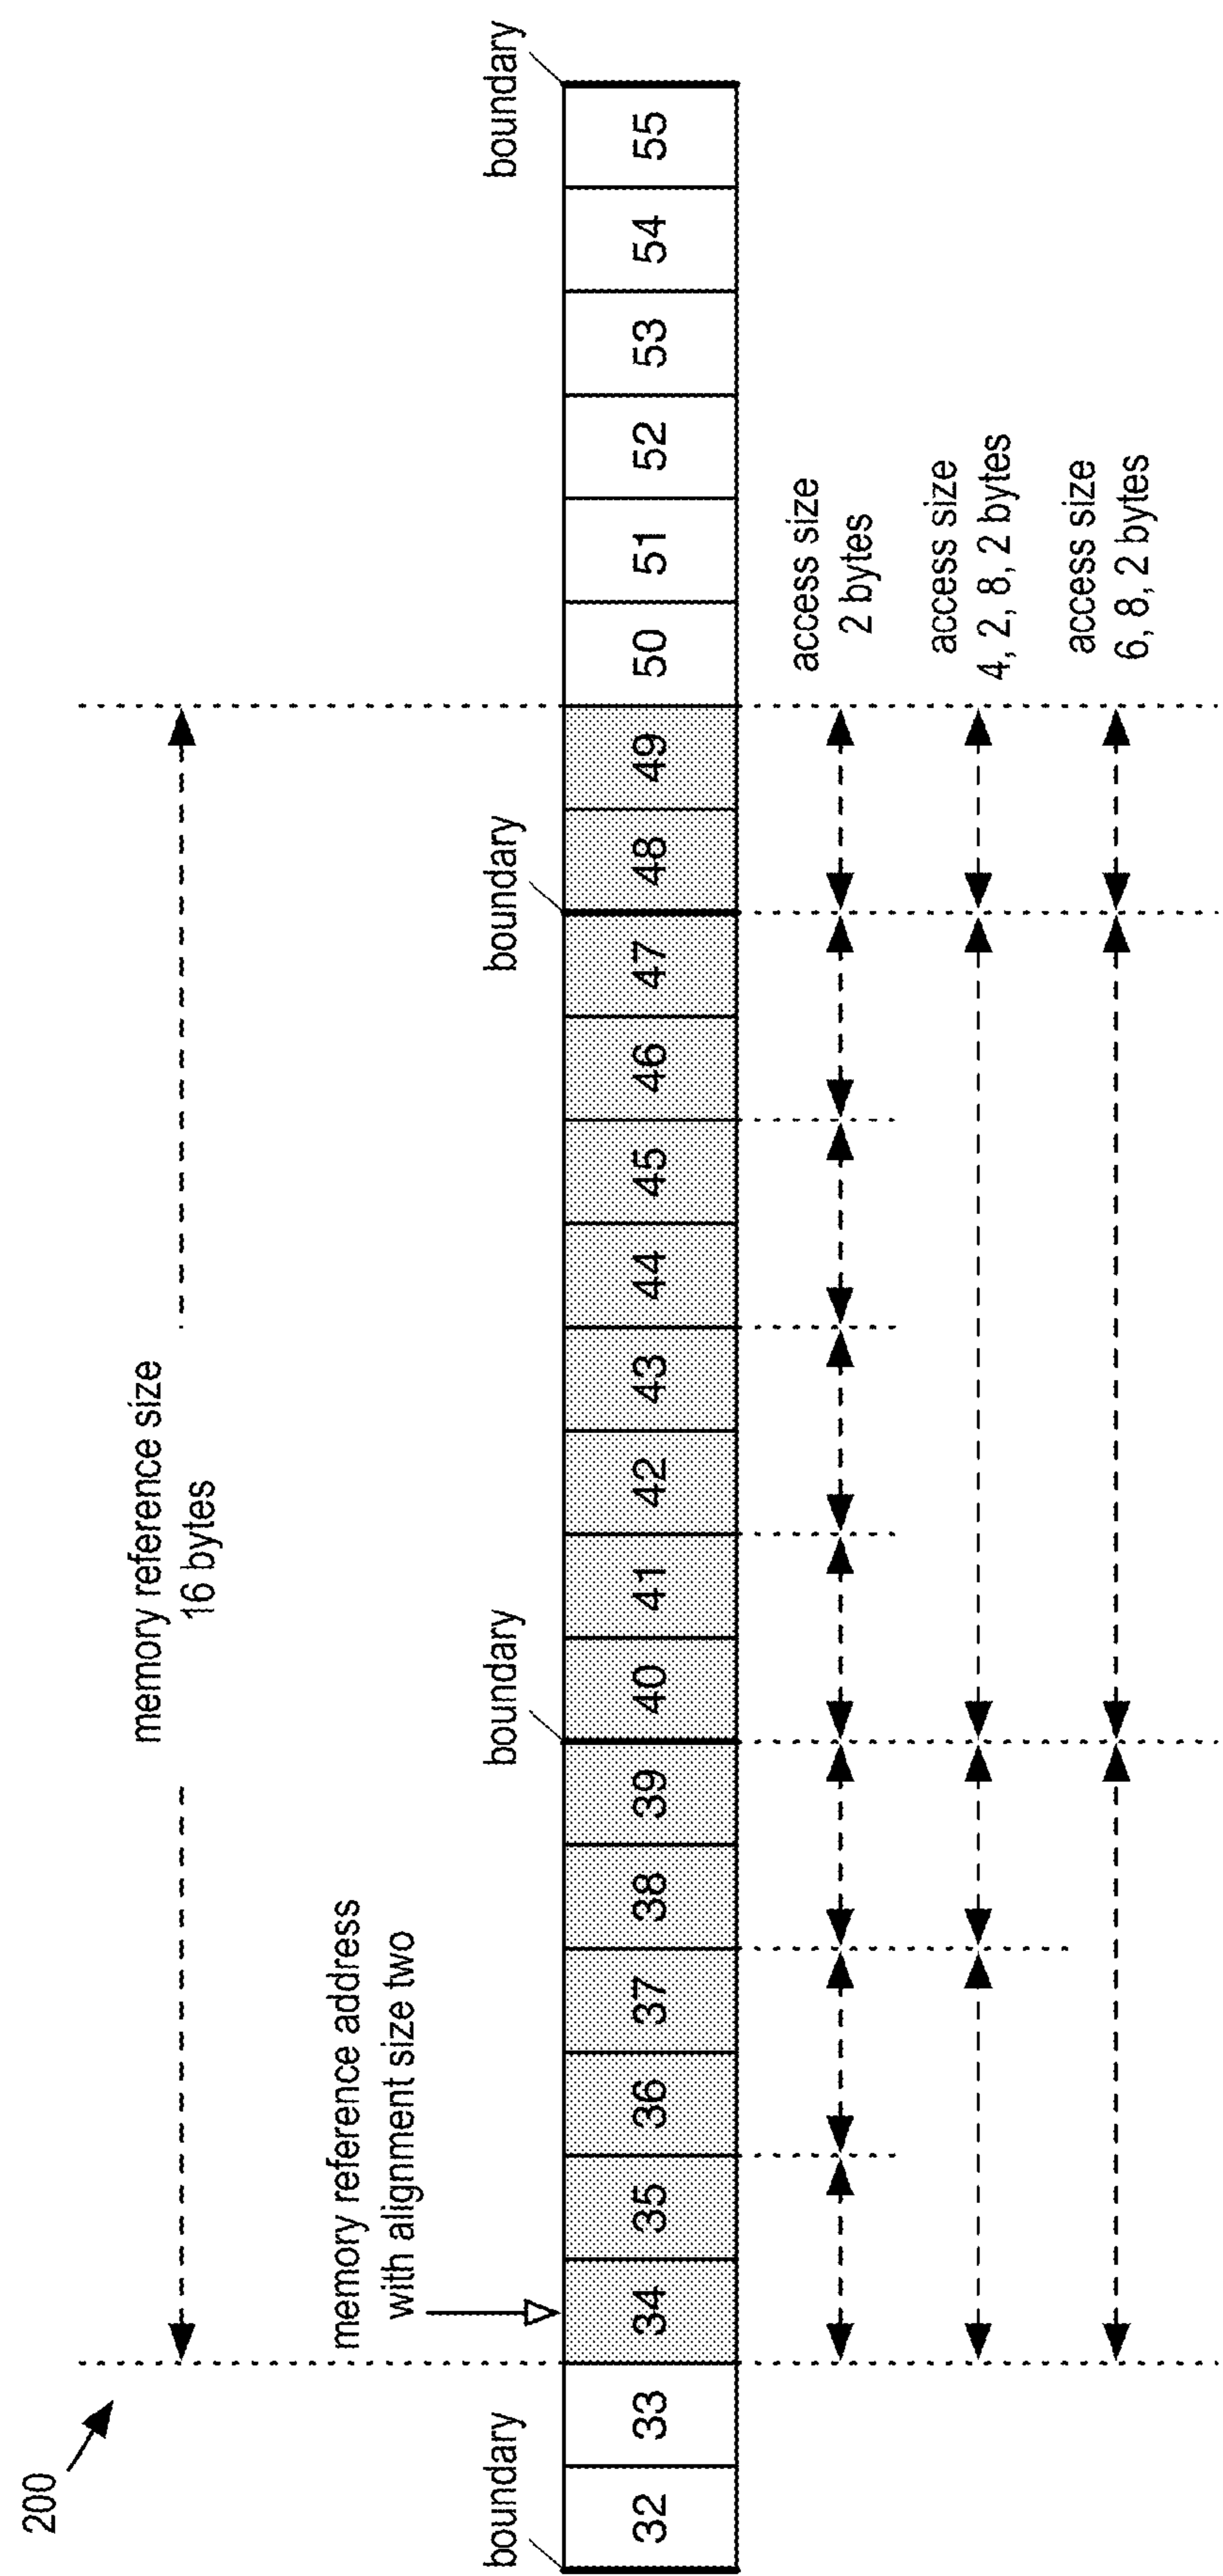 200
memory reference size
16 bytes
memory reference address
with alignment size two
boundary
boundary
boundary
boundary
32 33 34 35 36 37 38 39 40 41 42 43 44 45 46 47 48 49 50 51 52 53 54 55
access size
2 bytes
access size
4, 2, 8, 2 bytes
access size
6, 8, 2 bytes